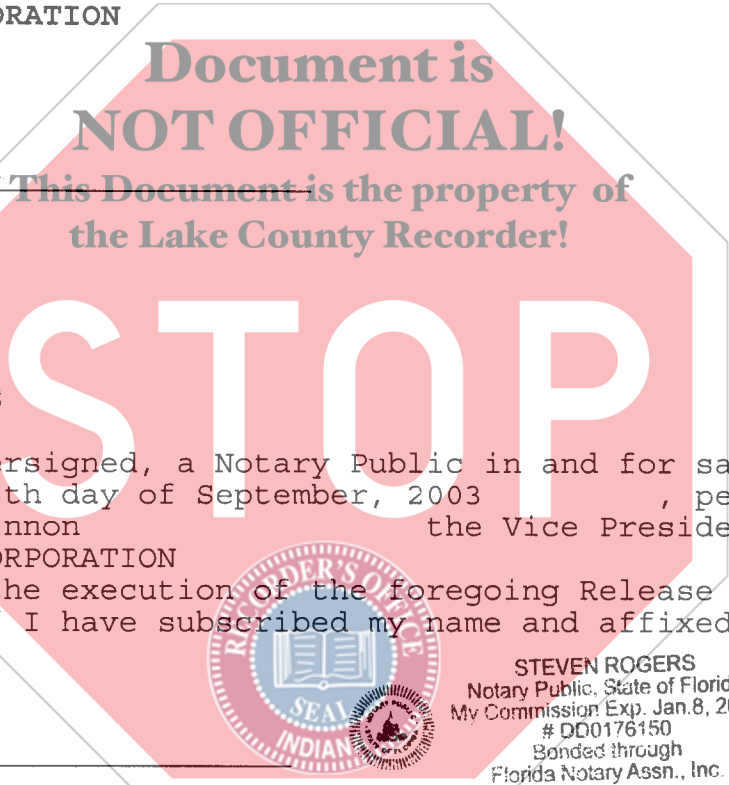 ORATION
Document is
NOT OFFICIAL!
This Document is the property of
the Lake County Recorder!
STOP
ersigned, a Notary Public in and for sa
th day of September, 2003 , pe
nnon the Vice Preside
ORPORATION
he execution of the foregoing Release
I have subscribed my name and affixed
RECORDER'S OFFICE
SEAL
INDIANA
STEVEN ROGERS
Notary Public, State of Florid
My Commission Exp. Jan.8, 20
# DD0176150
Bonded through
Florida Notary Assn., Inc.